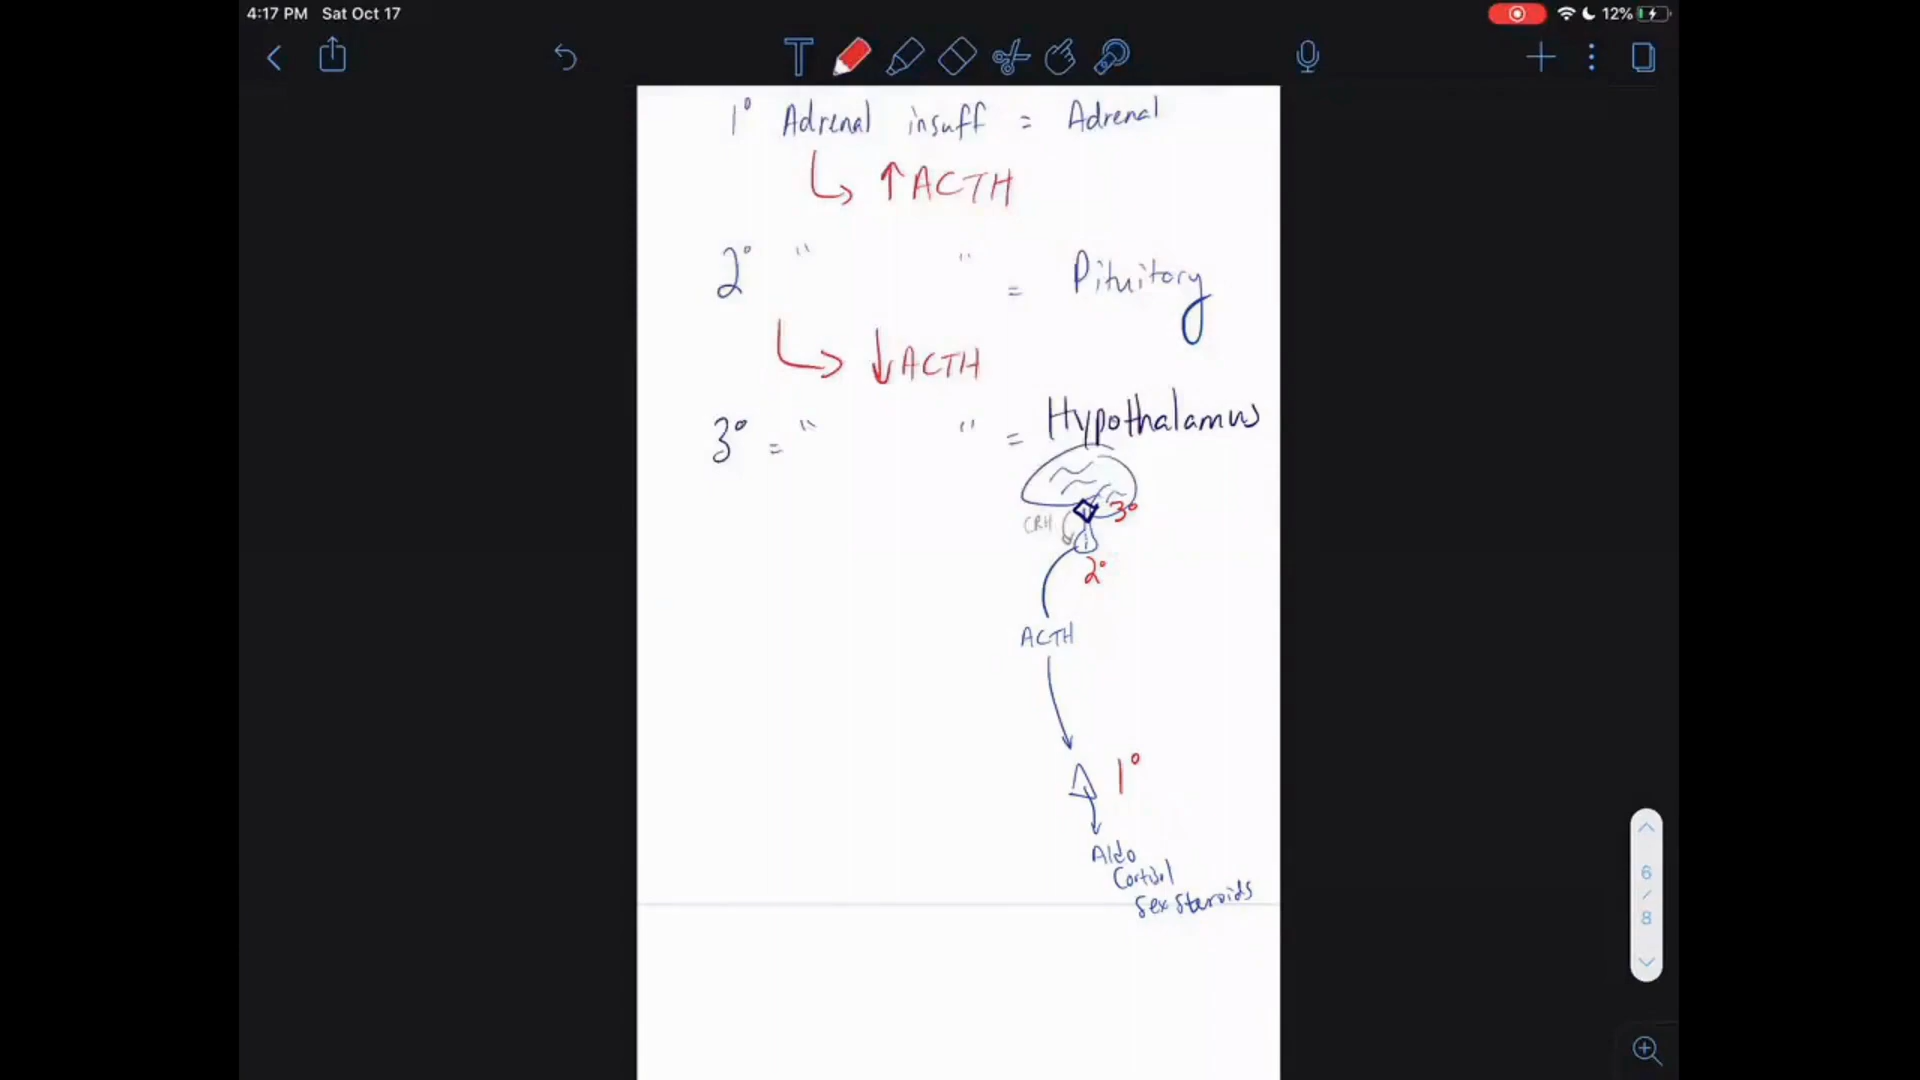 4:17 PM Sat Oct 17
12%
T
1° Adrenal insuff = Adrenal
↑ACTH
2° " " = Pituitory
↓ACTH
3° = " " = Hypothalamus
3°
CRH
2°
ACTH
1°
Aldo
Cortisol
Sex Steroids
6
/
8